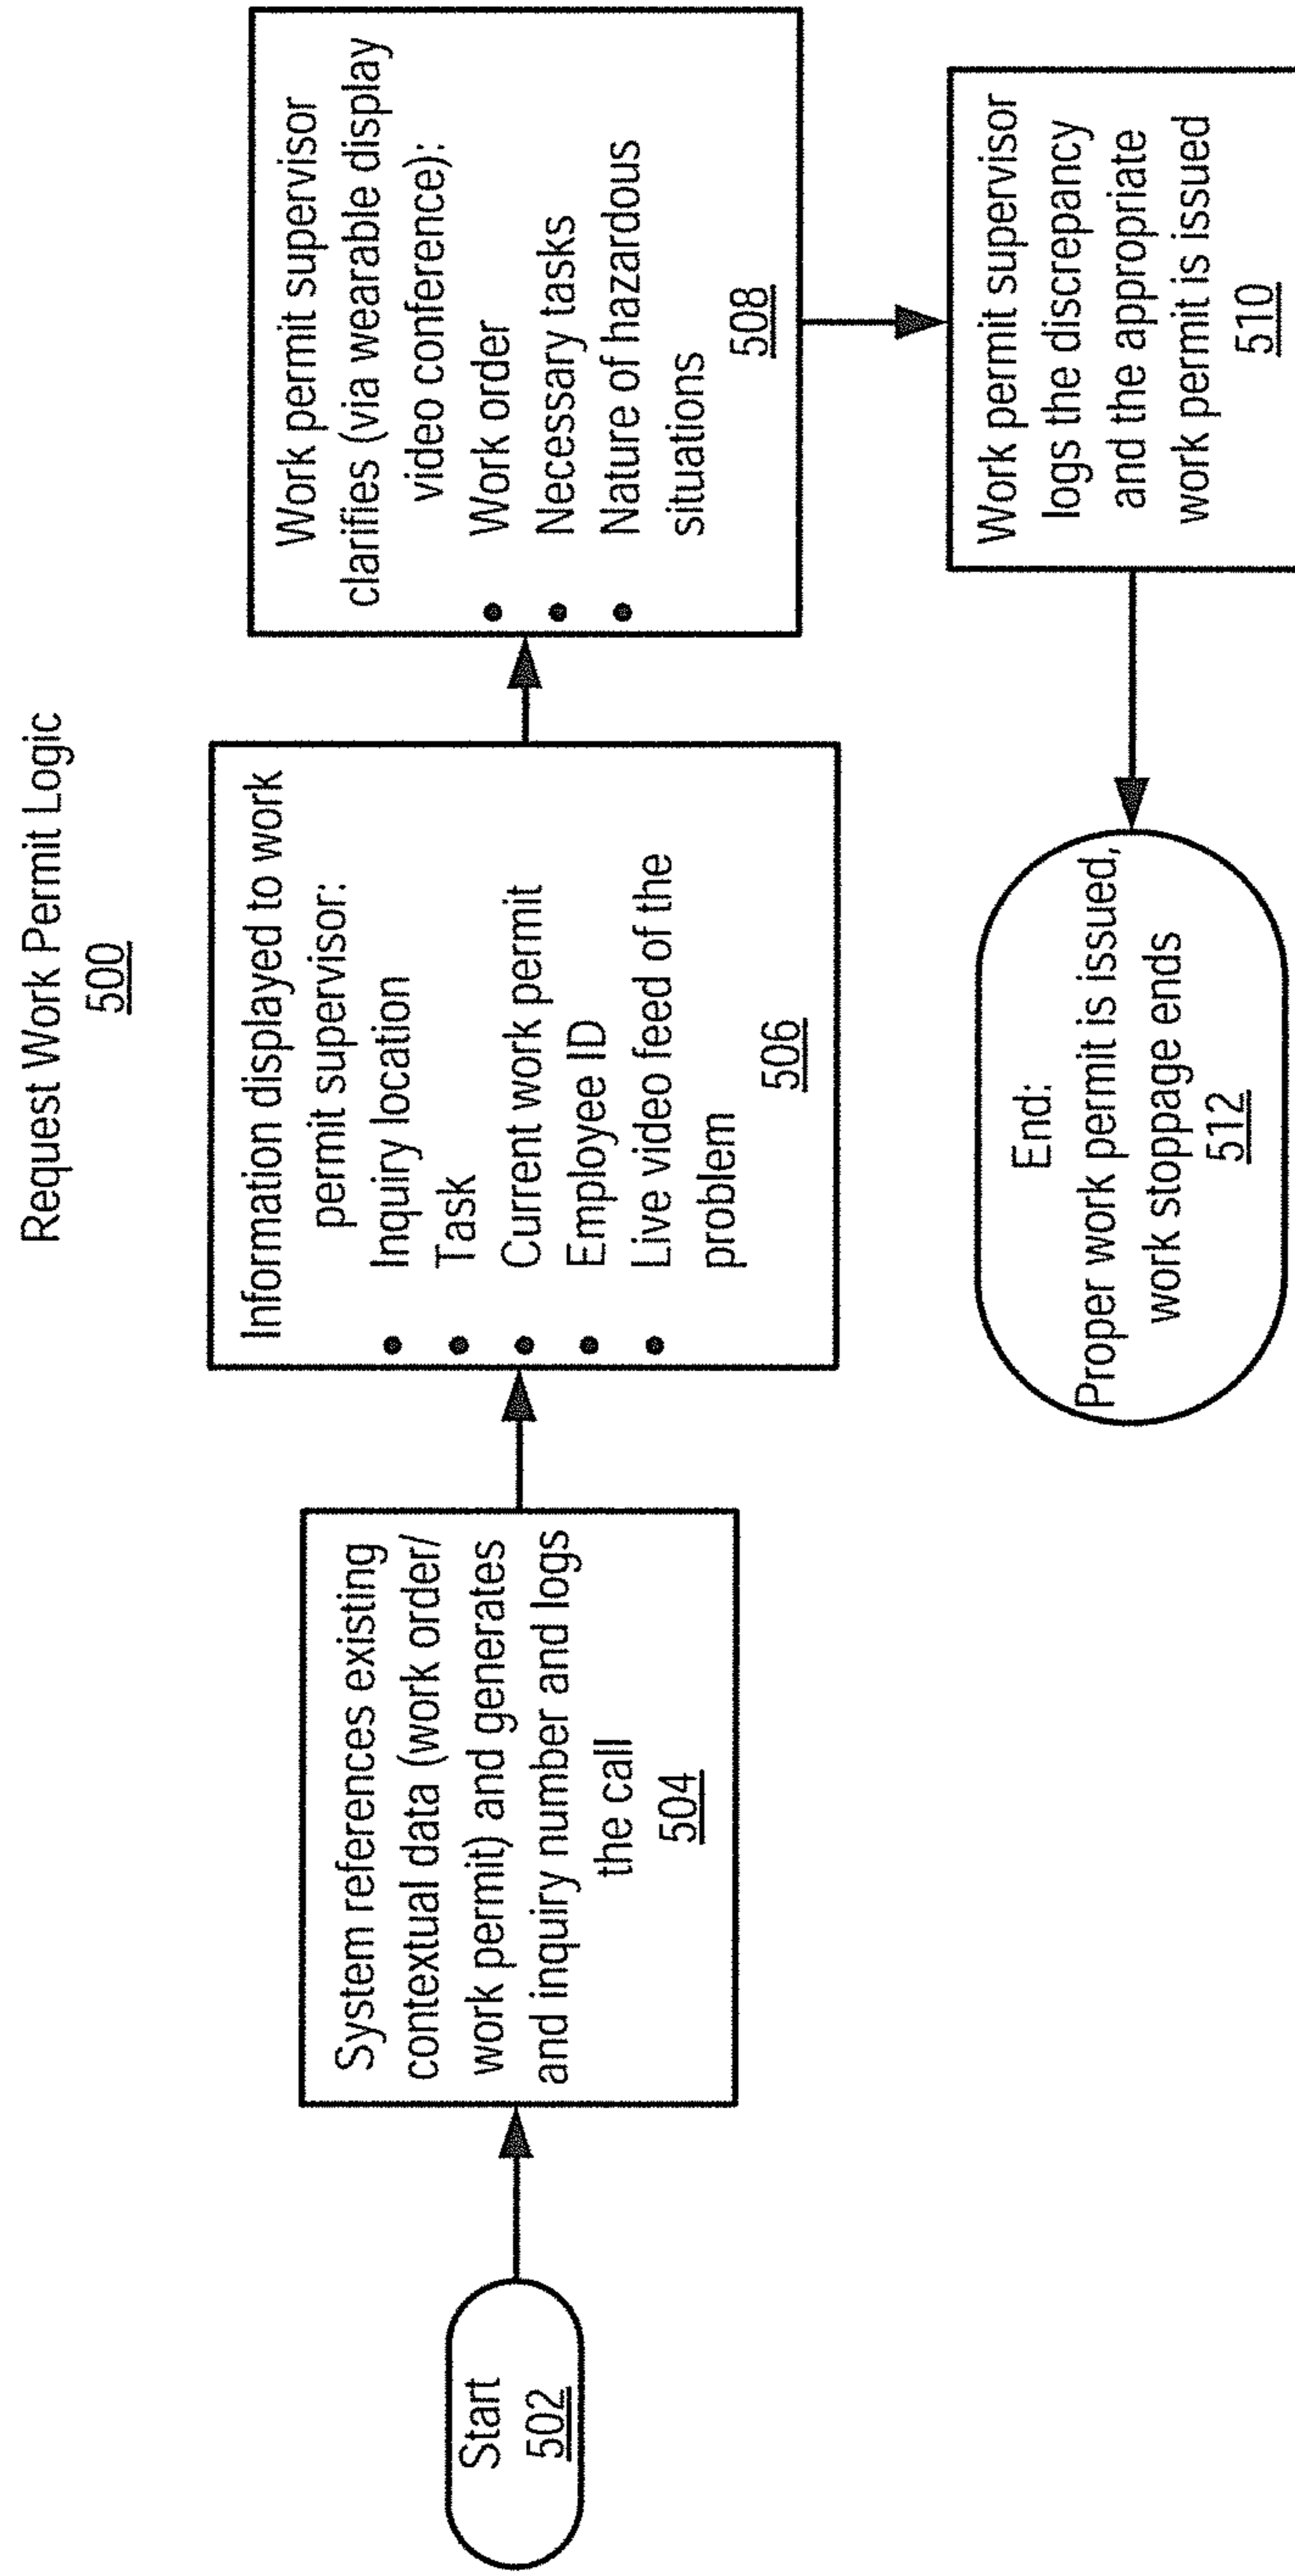 Request Work Permit Logic
500
Start
502
System references existing
contextual data (work order/
work permit) and generates
and inquiry number and logs
the call
504
Information displayed to work
permit supervisor:
• Inquiry location
• Task
• Current work permit
• Employee ID
• Live video feed of the
problem
506
Work permit supervisor
clarifies (via wearable display
video conference):
• Work order
• Necessary tasks
• Nature of hazardous
situations
508
Work permit supervisor
logs the discrepancy
and the appropriate
work permit is issued
510
End:
Proper work permit is issued,
work stoppage ends
512